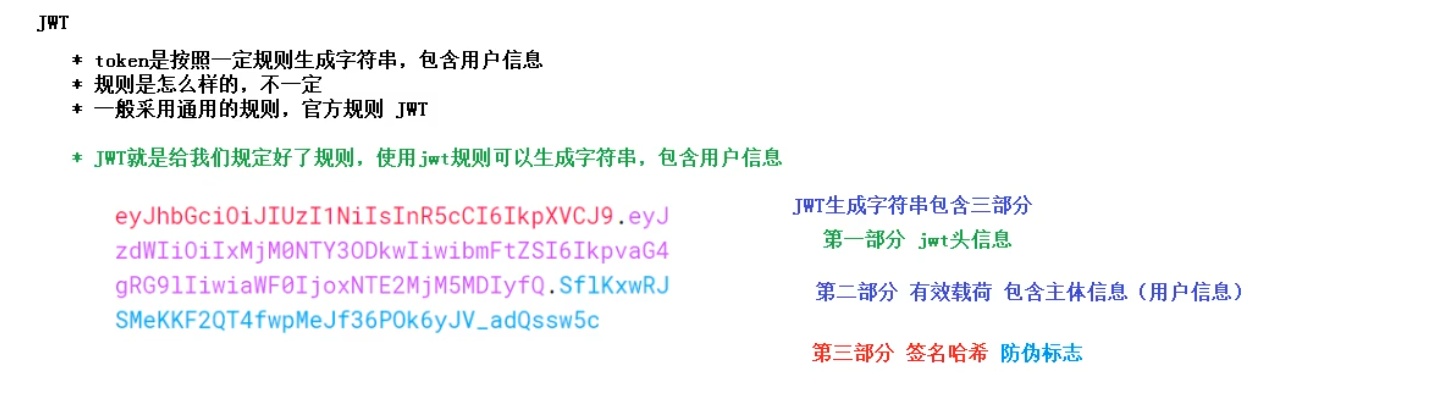 JWT
* token是按照一定规则生成字符串，包含用户信息
* 规则是怎么样的，不一定
* 一般采用通用的规则，官方规则 JWT
* JWT就是给我们规定好了规则，使用jwt规则可以生成字符串，包含用户信息
eyJhbGciOiJIUzI1NiIsInR5cCI6IkpXVCJ9.eyJ
zdWIiOiIxMjM0NTY3ODkwIiwibmFtZSI6IkpvaG4
gRG9lIiwiaWF0IjoxNTE2MjM5MDIyfQ.SflKxwRJ
SMeKKF2QT4fwpMeJf36POk6yJV_adQssw5c
JWT生成字符串包含三部分
第一部分 jwt头信息
第二部分 有效载荷 包含主体信息（用户信息）
第三部分 签名哈希 防伪标志